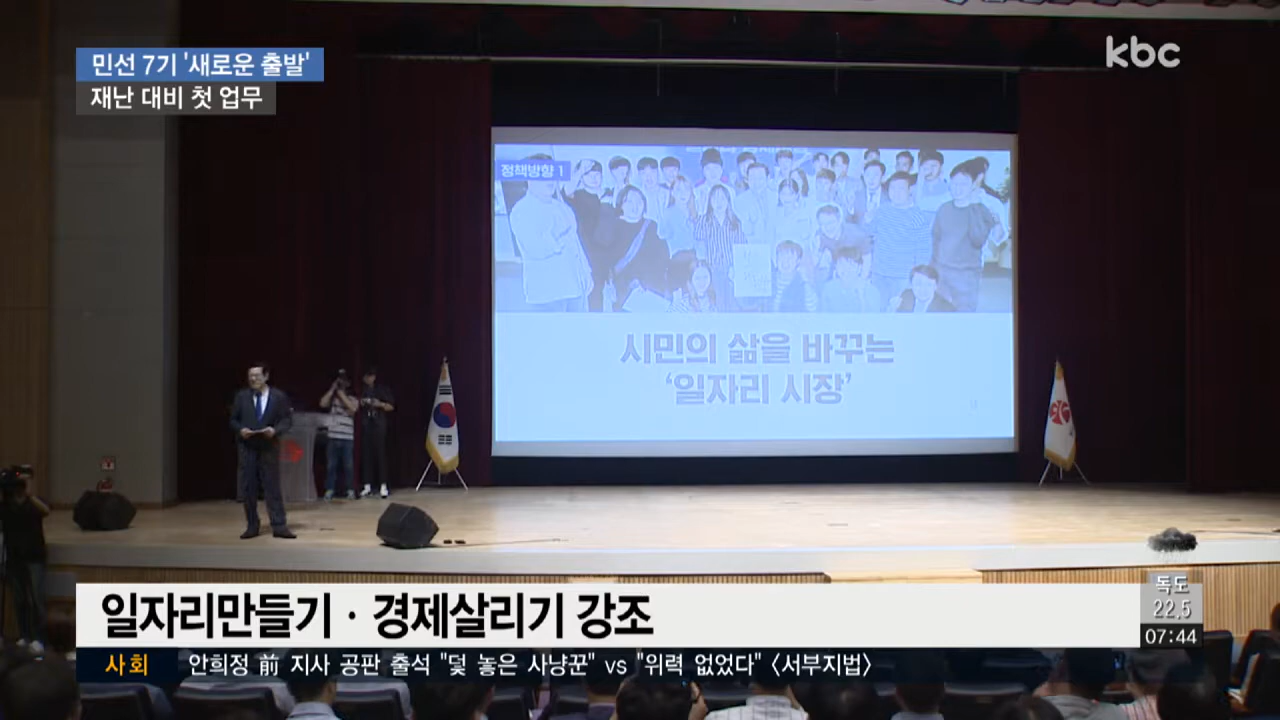 민선 7기 '새로운 출발'
재난 대비 첫 업무
kbc
정책방향 1
시민의 삶을 바꾸는
‘일자리 시장’
일자리만들기 · 경제살리기 강조
독도
22.5
07:44
사회 안희정 前 지사 공판 출석 "덫 놓은 사냥꾼" vs "위력 없었다" <서부지법>